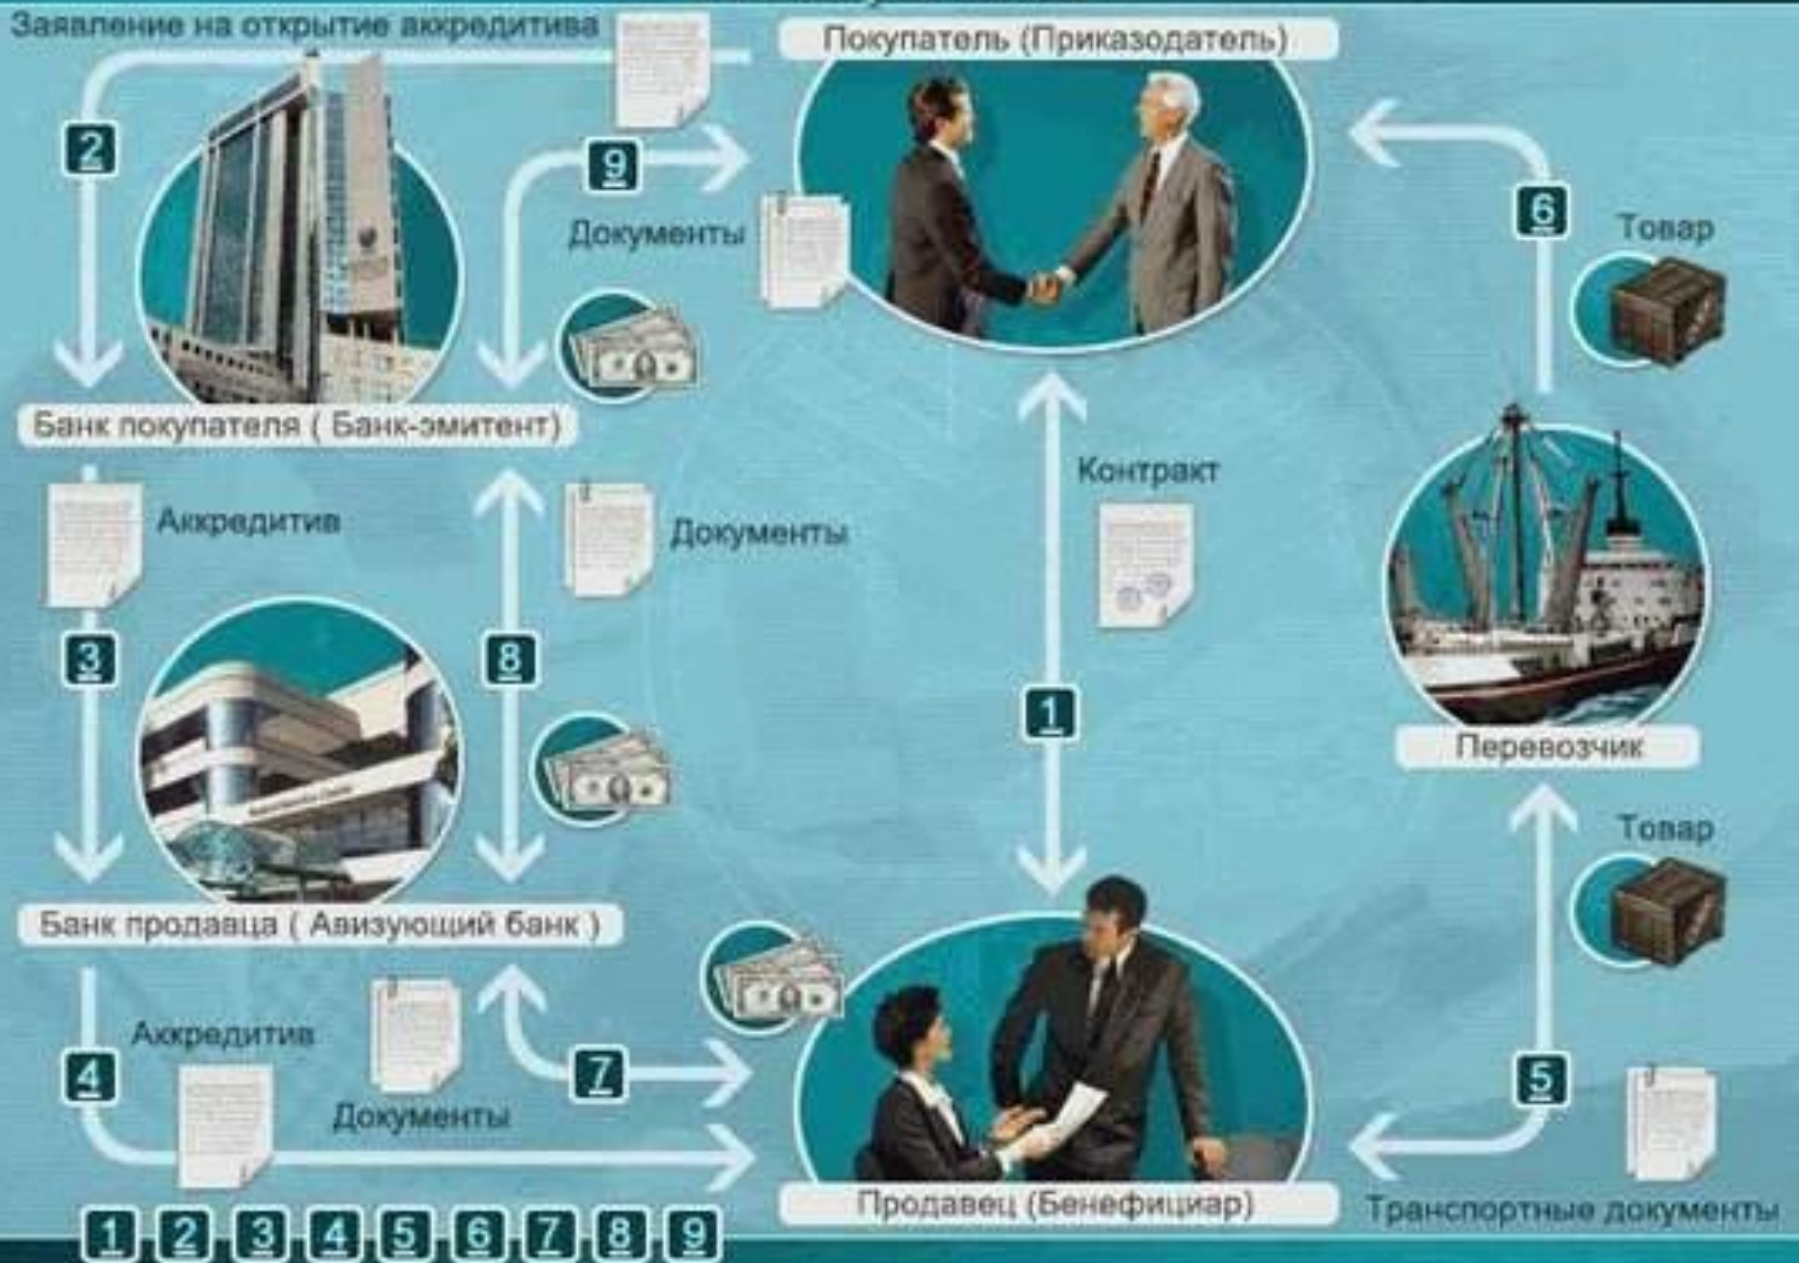 Заявление на открытие аккредитива
Покупатель (Приказодатель)
2
9
6
Документы
Товар
Банк покупателя ( Банк-эмитент)
Контракт
Аккредитив
Документы
3
8
1
Перевозчик
Товар
Банк продавца ( Авизующий банк )
Аккредитив
4
7
5
Документы
Продавец (Бенефициар)
Транспортные документы
1 2 3 4 5 6 7 8 9